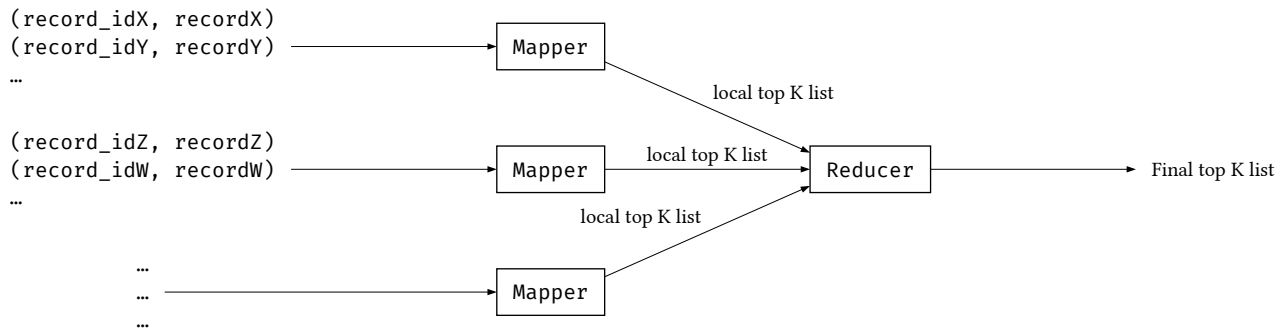 (record_idX, recordX)
(record_idY, recordY)
…
Mapper
local top K list
(record_idZ, recordZ)
(record_idW, recordW)
…
Mapper
local top K list
Reducer
Final top K list
local top K list
…
…
…
Mapper